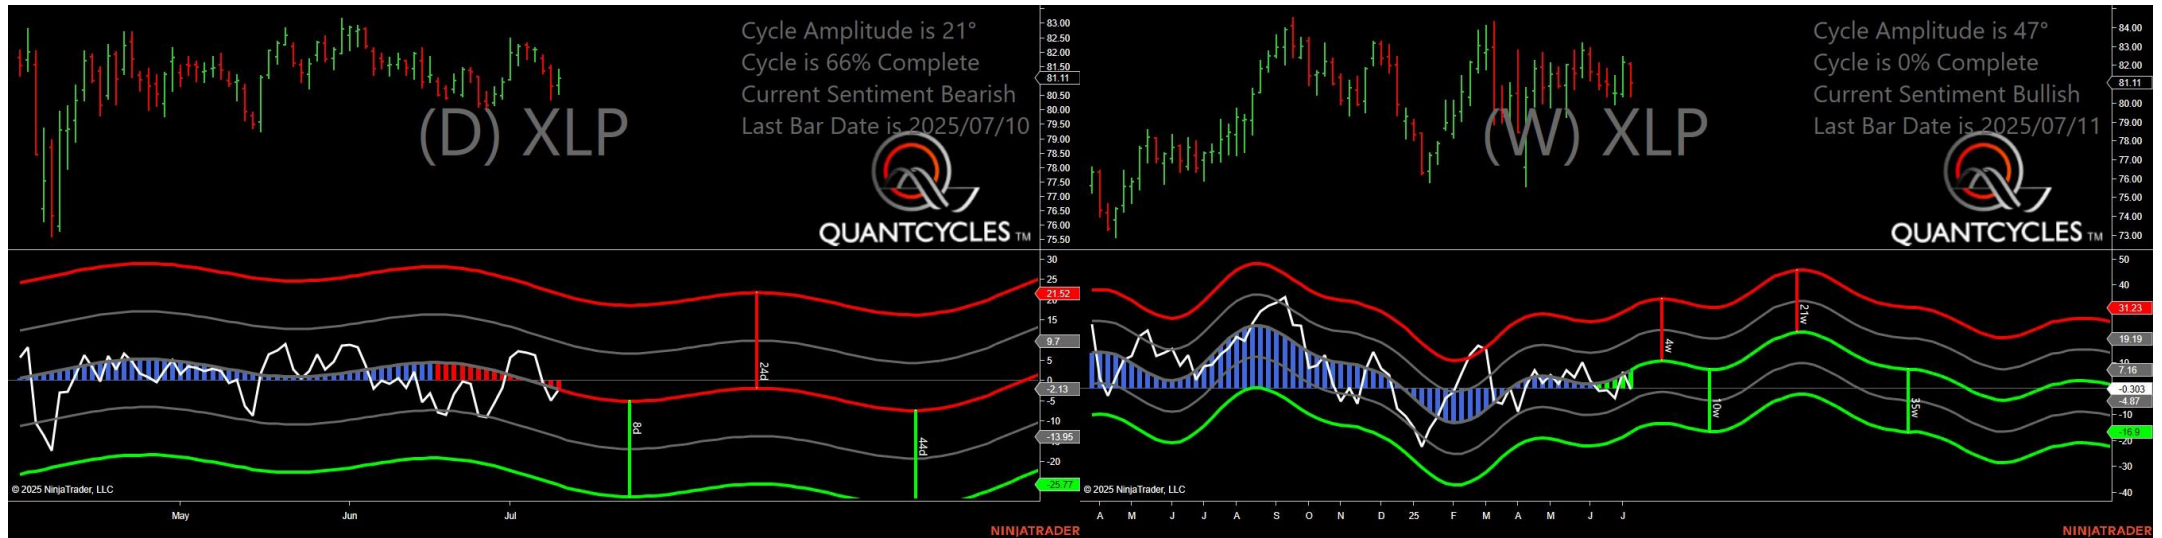 Cycle Amplitude is 21°
Cycle is 66% Complete
Current Sentiment Bearish
Last Bar Date is 2025/07/10
(D) XLP
QUANTCYCLES TM
83.00
82.50
82.00
81.50
81.11
80.50
80.00
79.50
79.00
78.50
78.00
77.50
77.00
76.50
76.00
75.50
30
25
21.52
20
15
9.7
5
0
-2.13
-5
-10
-13.95
-20
-25.77
24d
8d
44d
© 2025 NinjaTrader, LLC
May Jun Jul
NINJATRADER
Cycle Amplitude is 47°
Cycle is 0% Complete
Current Sentiment Bullish
Last Bar Date is 2025/07/11
(W) XLP
QUANTCYCLES TM
84.00
83.00
82.00
81.11
80.00
79.00
78.00
77.00
76.00
75.00
74.00
73.00
50
40
31.23
19.19
10
7.16
-0.303
-4.87
-10
-16.9
-20
-30
-40
4w
21w
10w
35w
© 2025 NinjaTrader, LLC
A M J J A S O N D 25 F M A M J J
NINJATRADER